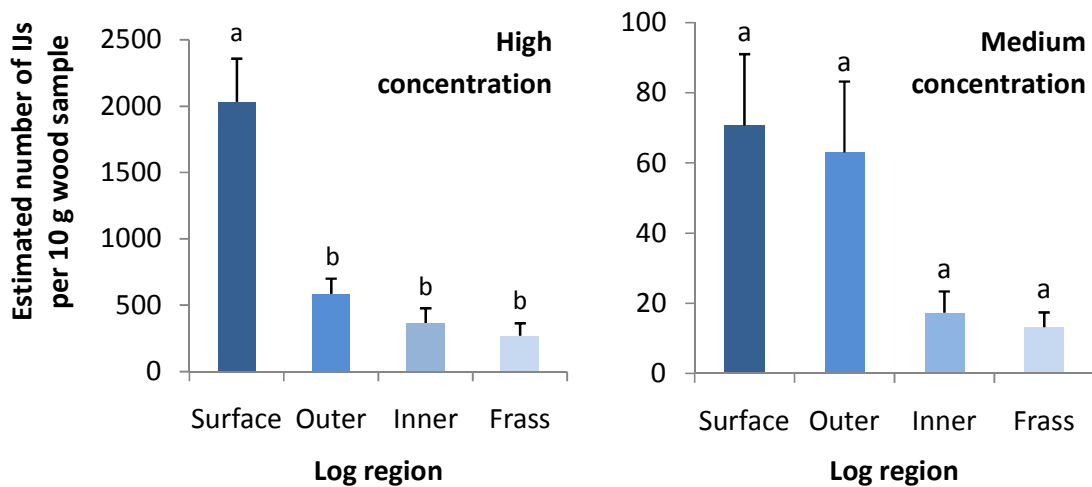 Estimated number of IJs
per 10 g wood sample
2500
2000
1500
1000
500
0
a
b
b
b
High
concentration
Surface Outer Inner Frass
Log region
100
80
60
40
20
0
a
a
a
a
Medium
concentration
Surface Outer Inner Frass
Log region